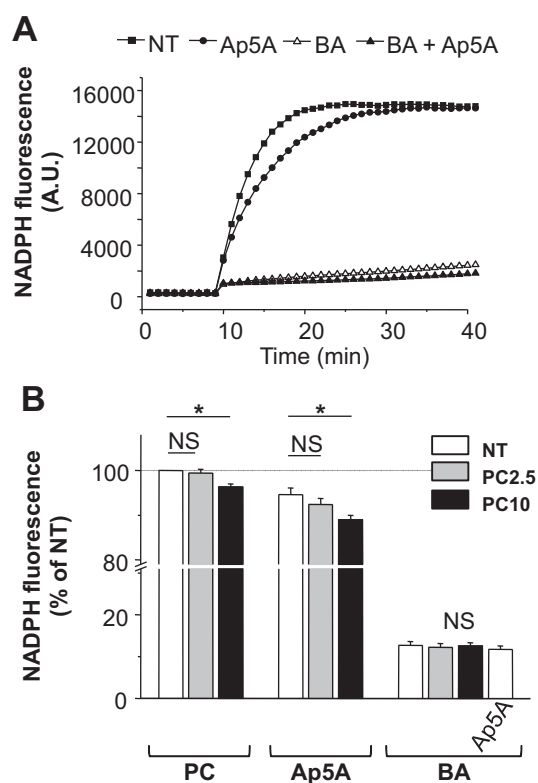 A
NT Ap5A BA BA + Ap5A
NADPH fluorescence
(A.U.)
16000
12000
8000
4000
0
0 10 20 30 40
Time (min)
B
* *
NS NS
NT
PC2.5
PC10
NADPH fluorescence
(% of NT)
100
80
20
0
NS
Ap5A
PC Ap5A BA